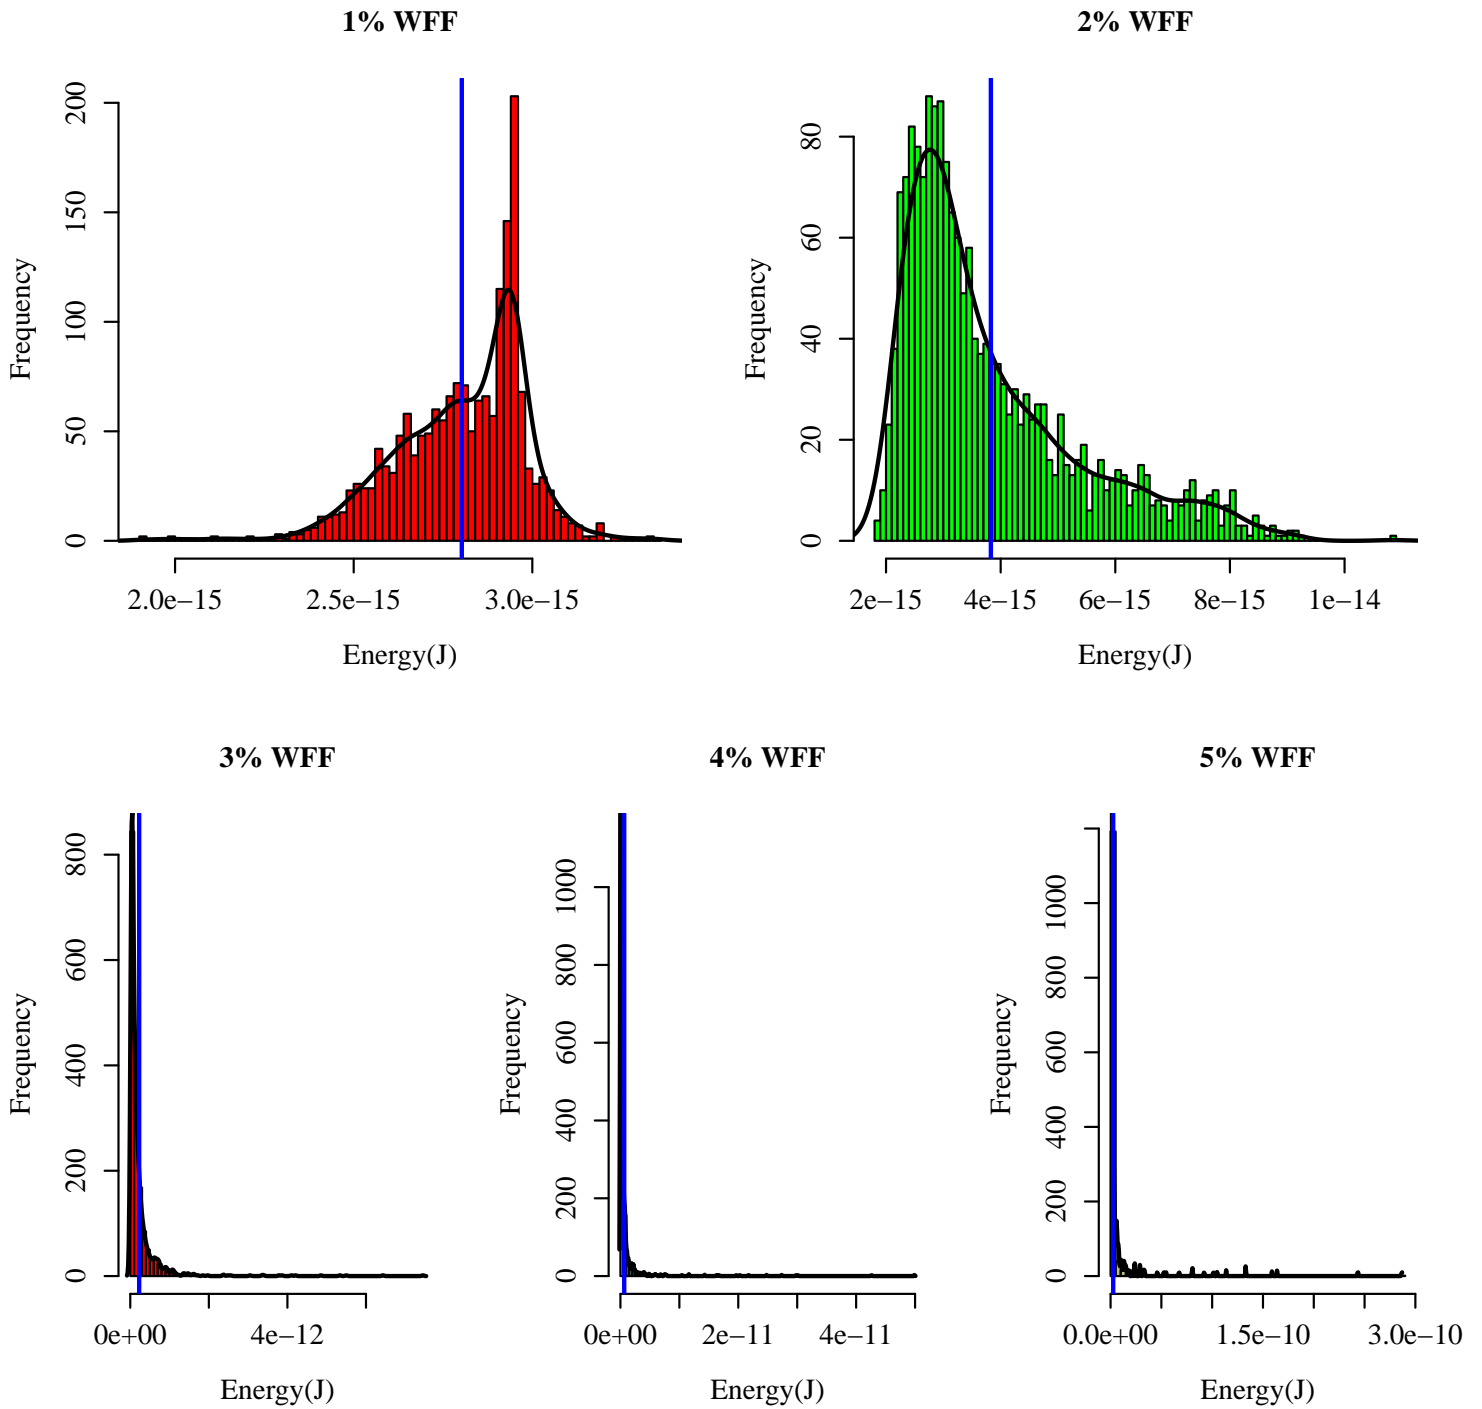 1% WFF
Frequency
0 50 100 150 200
2.0e−15 2.5e−15 3.0e−15
Energy(J)
2% WFF
Frequency
0 20 40 60 80
2e−15 4e−15 6e−15 8e−15 1e−14
Energy(J)
3% WFF
Frequency
0 200 400 600 800
0e+00 4e−12
Energy(J)
4% WFF
Frequency
0 200 400 600 800 1000
0e+00 2e−11 4e−11
Energy(J)
5% WFF
Frequency
0 200 400 600 800 1000
0.0e+00 1.5e−10 3.0e−10
Energy(J)